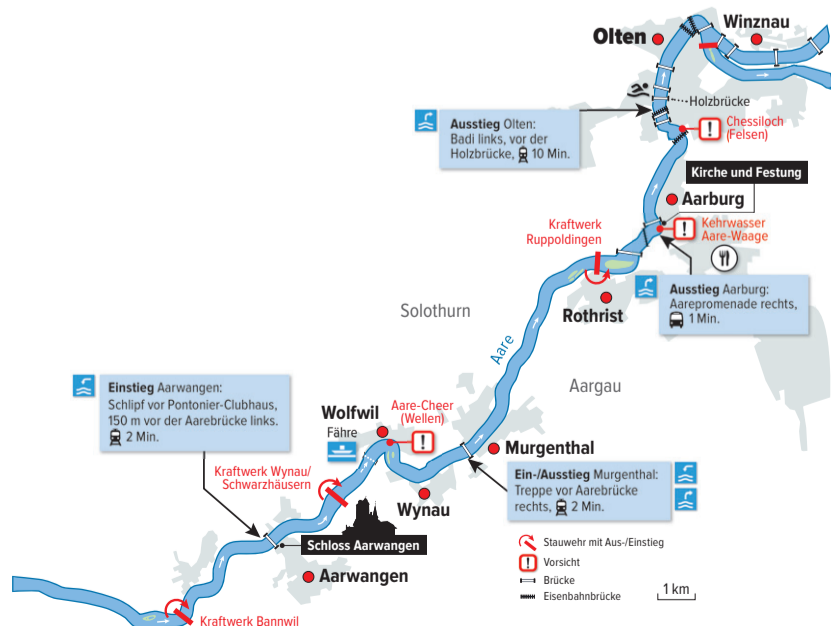 Olten
Winznau
Holzbrücke
Ausstieg Olten:
Badi links, vor der
Holzbrücke, 10 Min.
Chessiloch
(Felsen)
Kirche und Festung
Aarburg
Kraftwerk
Ruppoldingen
Kehrwasser
Aare-Waage
Ausstieg Aarburg:
Aarepromenade rechts,
1 Min.
Rothrist
Solothurn
Aare
Aargau
Einstieg Aarwangen:
Schlipf vor Pontonier-Clubhaus,
150 m vor der Aarebrücke links.
2 Min.
Wolfwil
Fähre
Aare-Cheer
(Wellen)
Murgenthal
Kraftwerk Wynau/
Schwarzhäusern
Wynau
Ein-/Ausstieg Murgenthal:
Treppe vor Aarebrücke
rechts, 2 Min.
Schloss Aarwangen
Aarwangen
Kraftwerk Bannwil
Stauwehr mit Aus-/Einstieg
! Vorsicht
Brücke
Eisenbahnbrücke
1 km